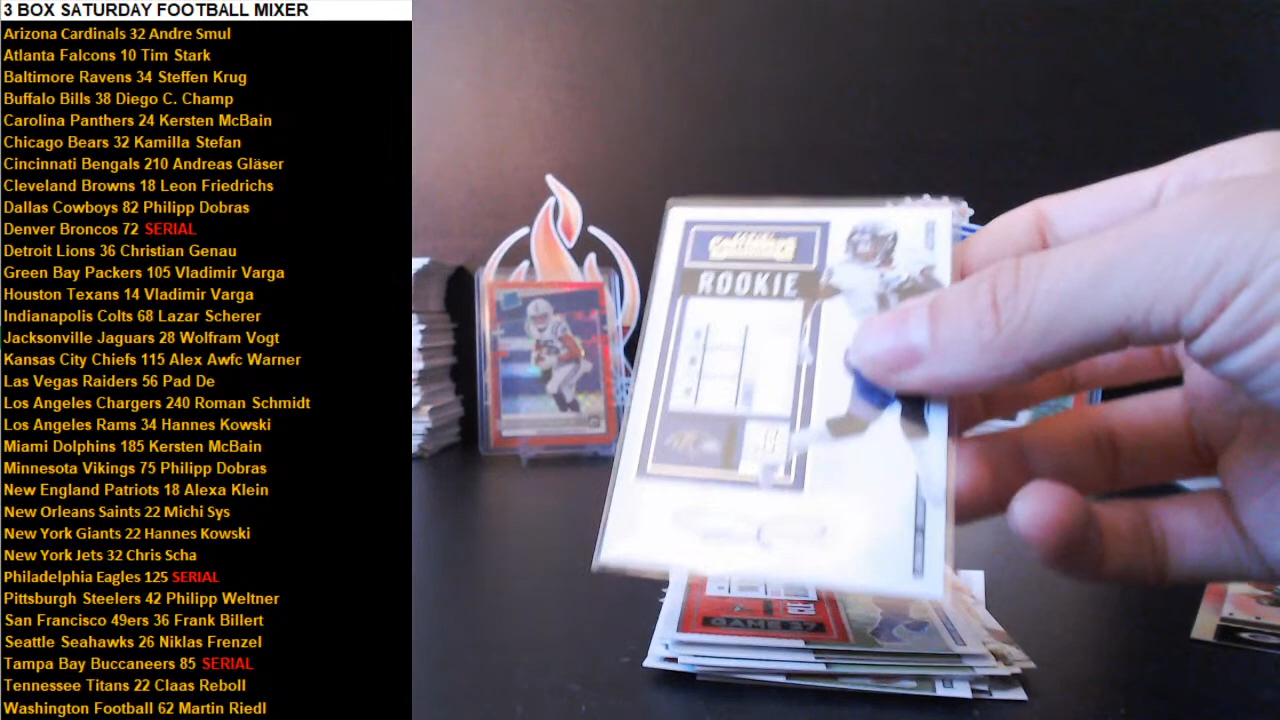 3 BOX SATURDAY FOOTBALL MIXER
Arizona Cardinals 32 Andre Smul
Atlanta Falcons 10 Tim Stark
Baltimore Ravens 34 Steffen Krug
Buffalo Bills 38 Diego C. Champ
Carolina Panthers 24 Kersten McBain
Chicago Bears 32 Kamilla Stefan
Cincinnati Bengals 210 Andreas Gläser
Cleveland Browns 18 Leon Friedrichs
Dallas Cowboys 82 Philipp Dobras
Denver Broncos 72 SERIAL
Detroit Lions 36 Christian Genau
Green Bay Packers 105 Vladimir Varga
Houston Texans 14 Vladimir Varga
Indianapolis Colts 68 Lazar Scherer
Jacksonville Jaguars 28 Wolfram Vogt
Kansas City Chiefs 115 Alex Awfc Warner
Las Vegas Raiders 56 Pad De
Los Angeles Chargers 240 Roman Schmidt
Los Angeles Rams 34 Hannes Kowski
Miami Dolphins 185 Kersten McBain
Minnesota Vikings 75 Philipp Dobras
New England Patriots 18 Alexa Klein
New Orleans Saints 22 Michi Sys
New York Giants 22 Hannes Kowski
New York Jets 32 Chris Scha
Philadelphia Eagles 125 SERIAL
Pittsburgh Steelers 42 Philipp Weltner
San Francisco 49ers 36 Frank Billert
Seattle Seahawks 26 Niklas Frenzel
Tampa Bay Buccaneers 85 SERIAL
Tennessee Titans 22 Claas Reboll
Washington Football 62 Martin Riedl
ROOKIE
GAME 27